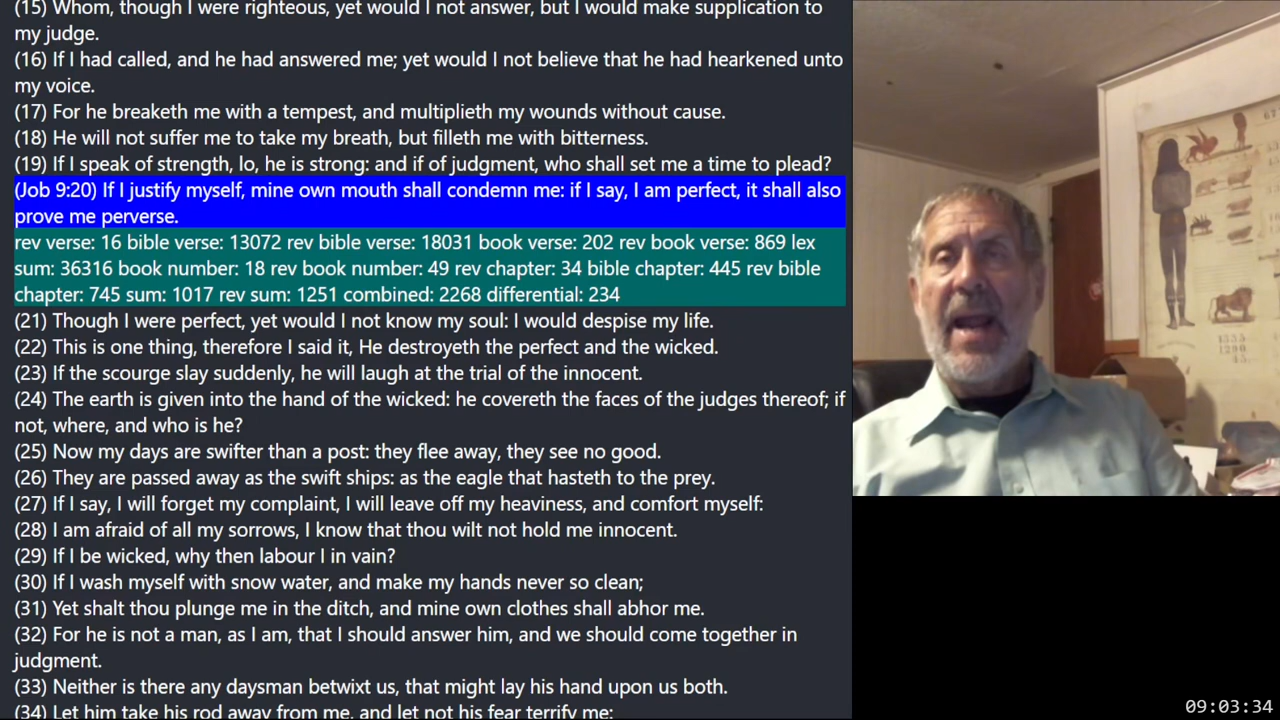 (15) Whom, though I were righteous, yet would I not answer, but I would make supplication to
my judge.
(16) If I had called, and he had answered me; yet would I not believe that he had hearkened unto
my voice.
(17) For he breaketh me with a tempest, and multiplieth my wounds without cause.
(18) He will not suffer me to take my breath, but filleth me with bitterness.
(19) If I speak of strength, lo, he is strong: and if of judgment, who shall set me a time to plead?
(Job 9:20) If I justify myself, mine own mouth shall condemn me: if I say, I am perfect, it shall also
prove me perverse.
rev verse: 16 bible verse: 13072 rev bible verse: 18031 book verse: 202 rev book verse: 869 lex
sum: 36316 book number: 18 rev book number: 49 rev chapter: 34 bible chapter: 445 rev bible
chapter: 745 sum: 1017 rev sum: 1251 combined: 2268 differential: 234
(21) Though I were perfect, yet would I not know my soul: I would despise my life.
(22) This is one thing, therefore I said it, He destroyeth the perfect and the wicked.
(23) If the scourge slay suddenly, he will laugh at the trial of the innocent.
(24) The earth is given into the hand of the wicked: he covereth the faces of the judges thereof; if
not, where, and who is he?
(25) Now my days are swifter than a post: they flee away, they see no good.
(26) They are passed away as the swift ships: as the eagle that hasteth to the prey.
(27) If I say, I will forget my complaint, I will leave off my heaviness, and comfort myself:
(28) I am afraid of all my sorrows, I know that thou wilt not hold me innocent.
(29) If I be wicked, why then labour I in vain?
(30) If I wash myself with snow water, and make my hands never so clean;
(31) Yet shalt thou plunge me in the ditch, and mine own clothes shall abhor me.
(32) For he is not a man, as I am, that I should answer him, and we should come together in
judgment.
(33) Neither is there any daysman betwixt us, that might lay his hand upon us both.
(34) Let him take his rod away from me, and let not his fear terrify me:
09:03:34